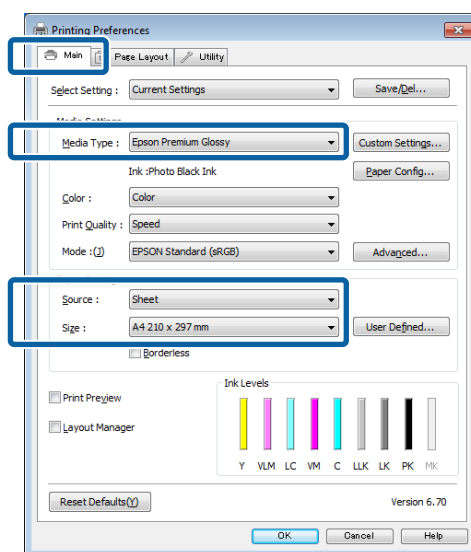 Printing Preferences
Main Page Layout Utility
Select Setting : Current Settings Save/Del...
Media Settings
Media Type : Epson Premium Glossy Custom Settings...
Ink :Photo Black Ink Paper Config...
Color : Color
Print Quality : Speed
Mode :(J) EPSON Standard (sRGB) Advanced...
Source : Sheet
Size : A4 210 x 297 mm User Defined...
Borderless
Ink Levels
Print Preview
Layout Manager
Y VLM LC VM C LLK LK PK MK
Reset Defaults(Y) Version 6.70
OK Cancel Help